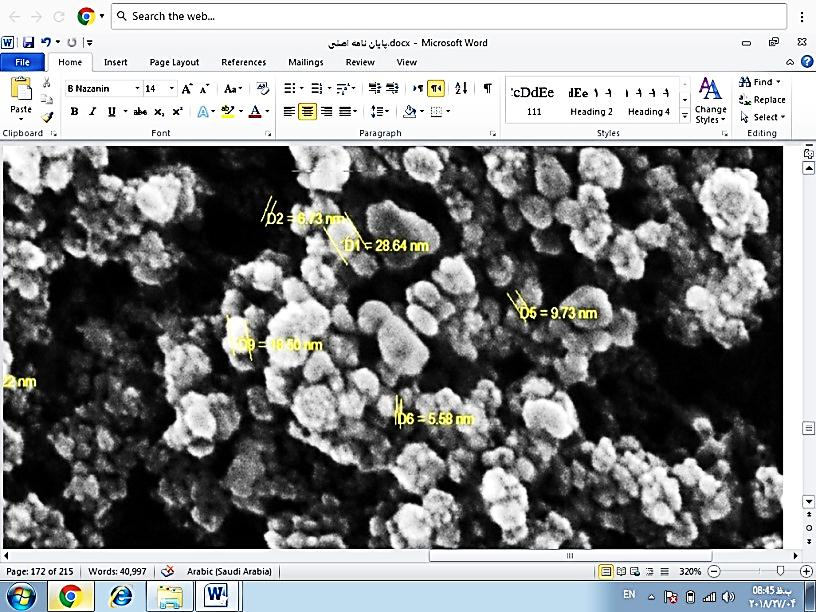 Search the web...
پایان نامه اصلی.docx - Microsoft Word
File Home Insert Page Layout References Mailings Review View
Paste
B Nazanin 14
Clipboard Font Paragraph Styles Editing
111 Heading 2 Heading 4
Change Styles
Find
Replace
Select
D2 = 6.73 nm
D1 = 28.64 nm
D5 = 9.73 nm
D6 = 5.58 nm
Page: 172 of 215 Words: 40,997 Arabic (Saudi Arabia) 320%
EN
08:45 ب.ظ